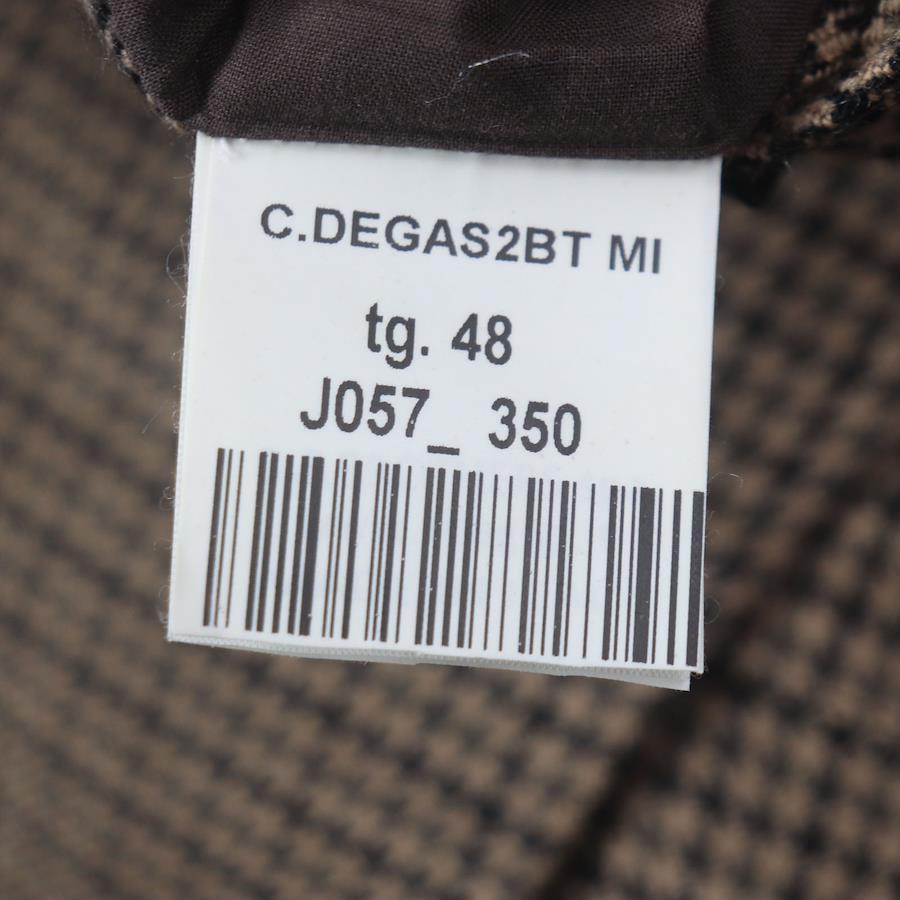 C.DEGAS2BT MI
tg. 48
J057_ 350